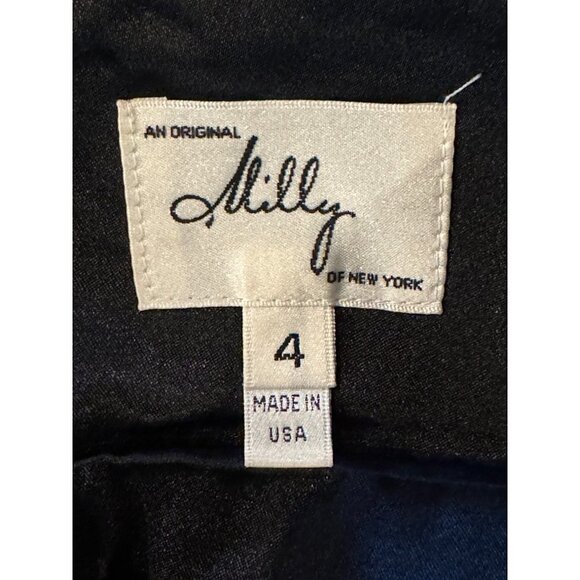 AN ORIGINAL
Milly
OF NEW YORK
4
MADE IN
USA